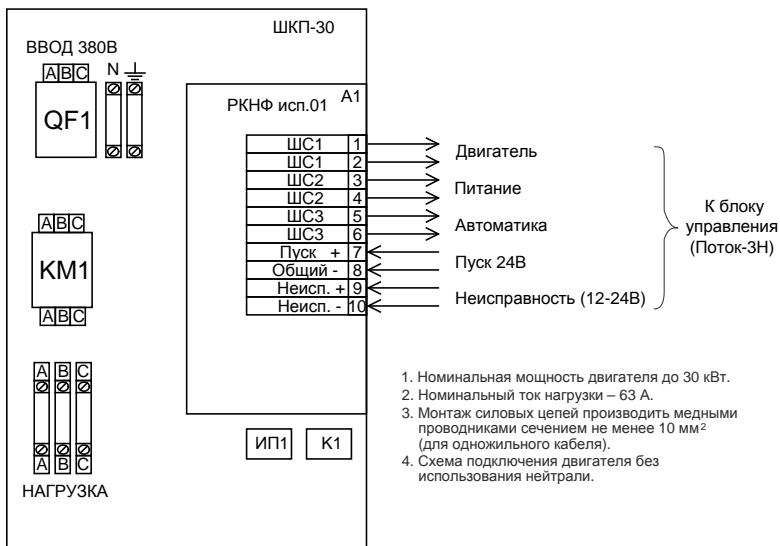 ШКП-30
ВВОД 380В
A B C
N
QF1
A1
РКНФ исп.01
ШС1 1
ШС1 2
ШС2 3
ШС2 4
ШС3 5
ШС3 6
Пуск + 7
Общий - 8
Неисп. + 9
Неисп. - 10
Двигатель
Питание
Автоматика
Пуск 24В
Неисправность (12-24В)
К блоку
управления
(Поток-3Н)
A B C
KM1
A B C
A B C
A B C
НАГРУЗКА
ИП1
К1
1. Номинальная мощность двигателя до 30 кВт.
2. Номинальный ток нагрузки – 63 А.
3. Монтаж силовых цепей производить медными
проводниками сечением не менее 10 мм²
(для одножильного кабеля).
4. Схема подключения двигателя без
использования нейтрали.